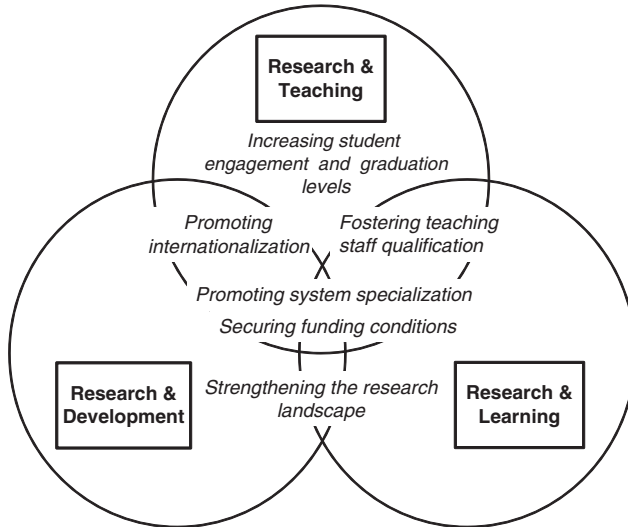 Research &
Teaching
Increasing student
engagement and graduation
levels
Promoting
internationalization
Fostering teaching
staff qualification
Promoting system specialization
Securing funding conditions
Research &
Development
Strengthening the research
landscape
Research &
Learning